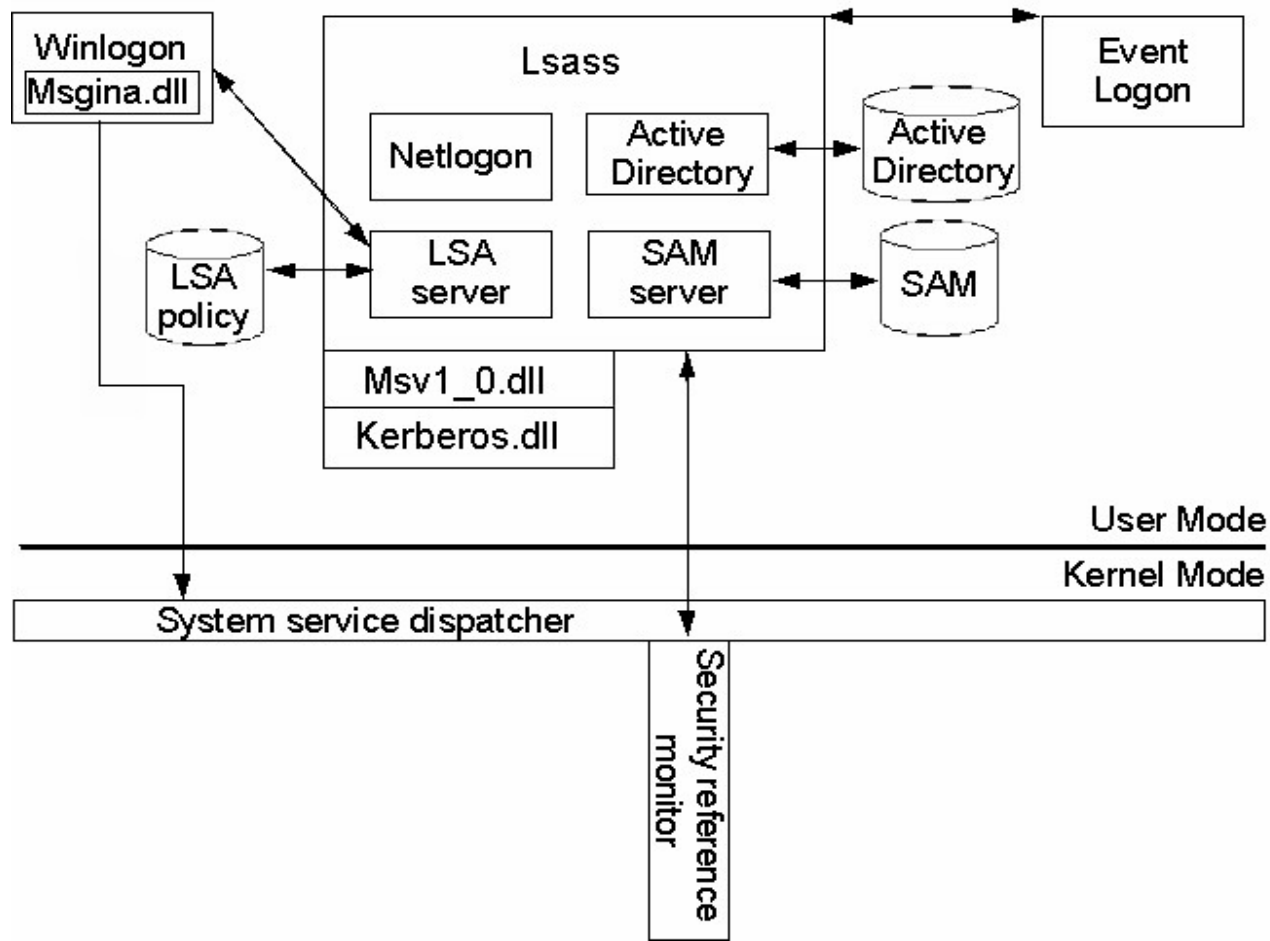 Winlogon
Msgina.dll
Lsass
Event
Logon
Netlogon
Active
Directory
Active
Directory
LSA
policy
LSA
server
SAM
server
SAM
Msv1_0.dll
Kerberos.dll
User Mode
Kernel Mode
System service dispatcher
Security reference
monitor